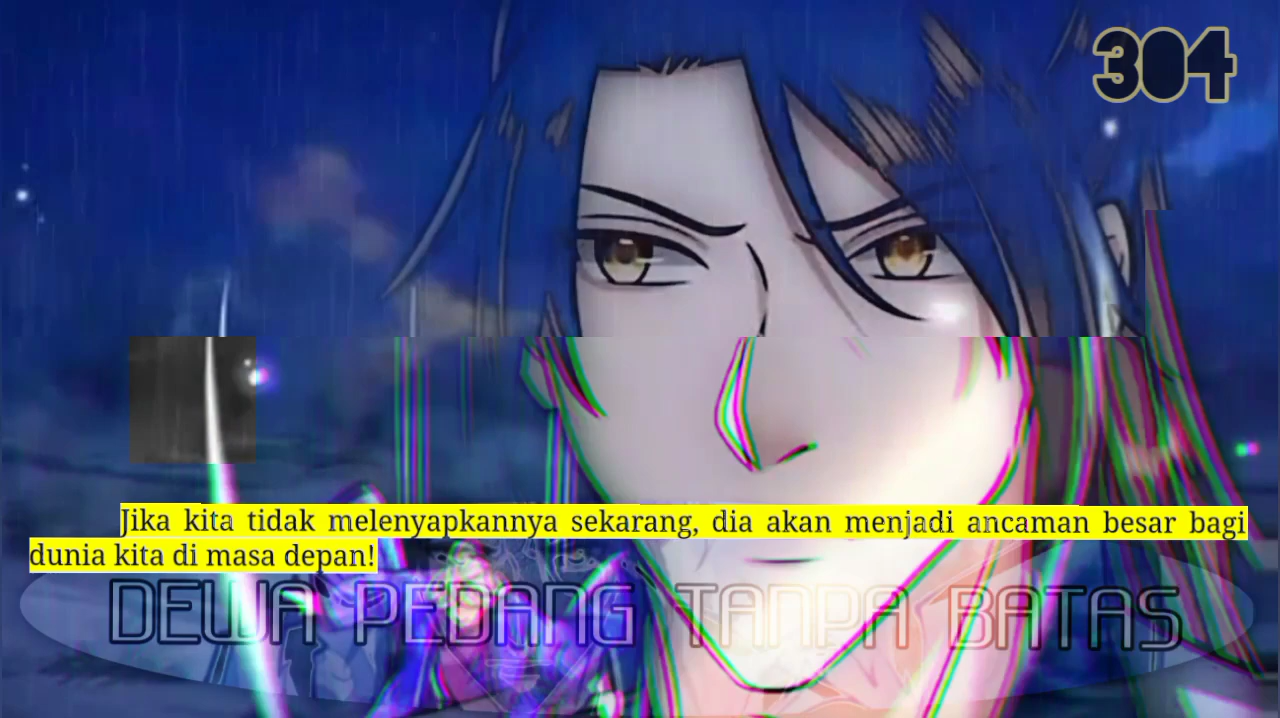 304
Jika kita tidak melenyapkannya sekarang, dia akan menjadi ancaman besar bagi
dunia kita di masa depan!
DEWA PEDANG TANPA BATAS